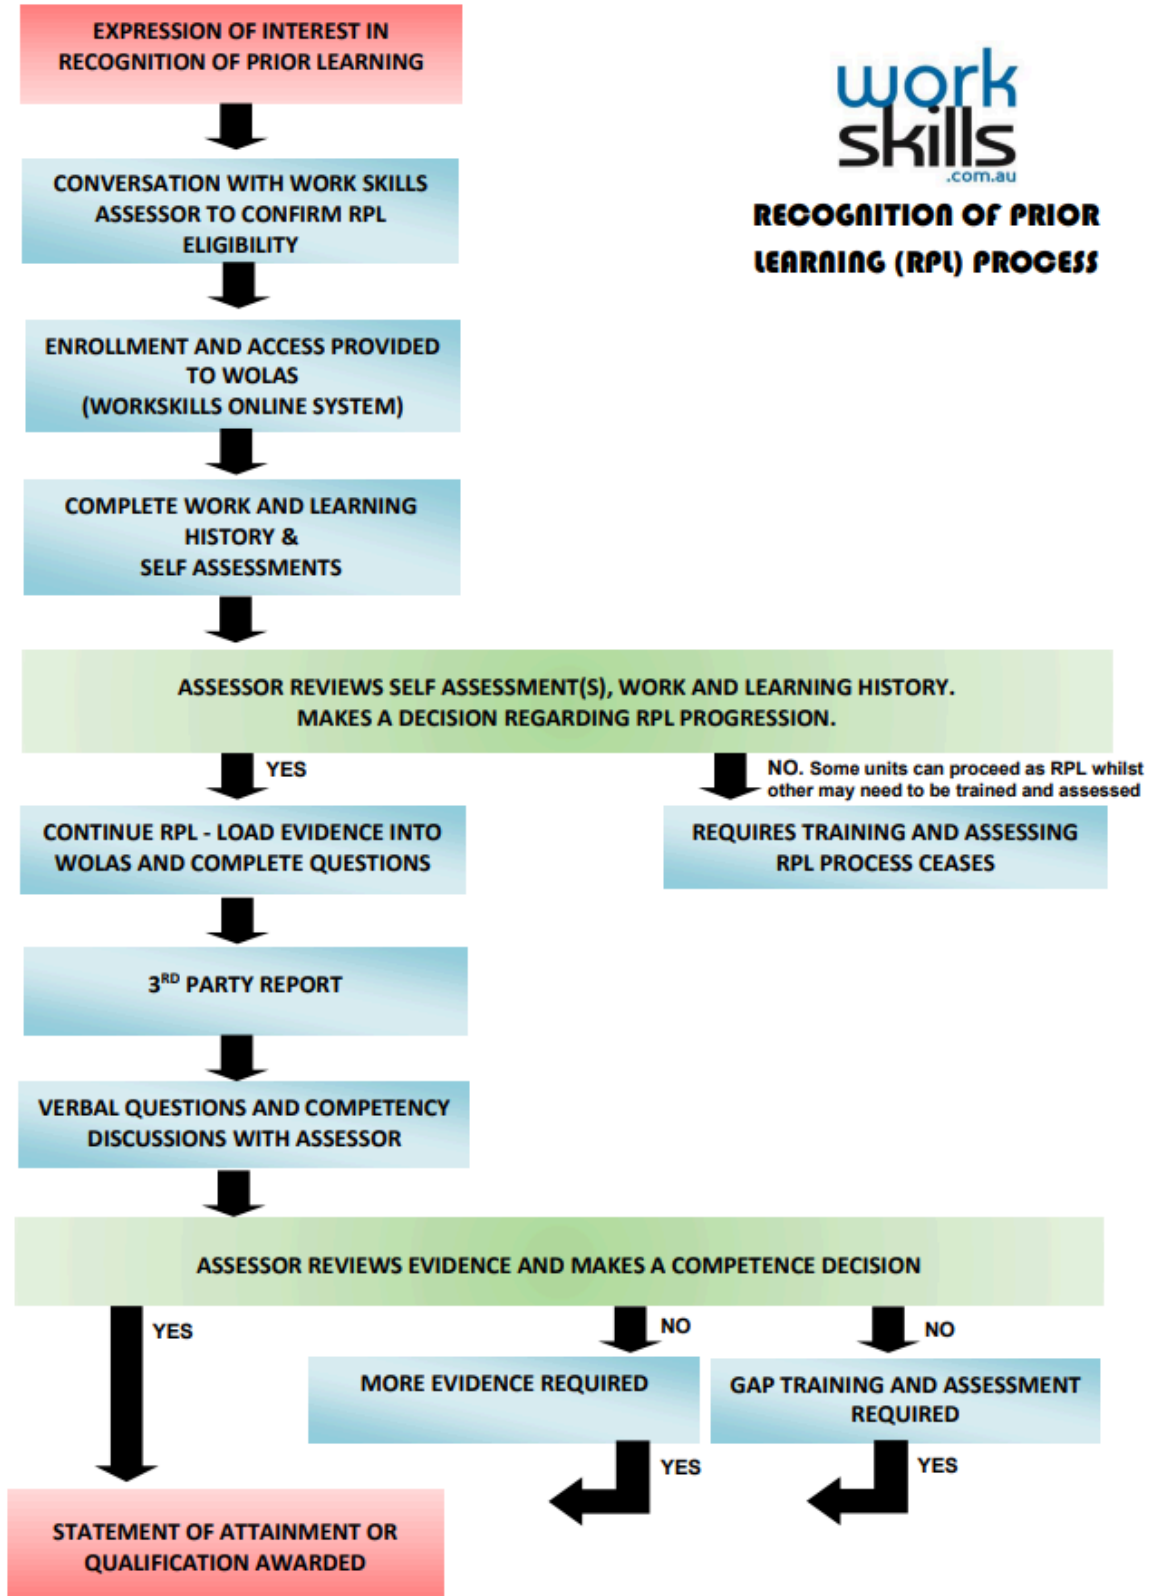 EXPRESSION OF INTEREST IN
RECOGNITION OF PRIOR LEARNING
work
skills
.com.au
RECOGNITION OF PRIOR
LEARNING (RPL) PROCESS
CONVERSATION WITH WORK SKILLS
ASSESSOR TO CONFIRM RPL
ELIGIBILITY
ENROLLMENT AND ACCESS PROVIDED
TO WOLAS
(WORKSKILLS ONLINE SYSTEM)
COMPLETE WORK AND LEARNING
HISTORY &
SELF ASSESSMENTS
ASSESSOR REVIEWS SELF ASSESSMENT(S), WORK AND LEARNING HISTORY.
MAKES A DECISION REGARDING RPL PROGRESSION.
YES
NO. Some units can proceed as RPL whilst
other may need to be trained and assessed
CONTINUE RPL - LOAD EVIDENCE INTO
WOLAS AND COMPLETE QUESTIONS
REQUIRES TRAINING AND ASSESSING
RPL PROCESS CEASES
3RD PARTY REPORT
VERBAL QUESTIONS AND COMPETENCY
DISCUSSIONS WITH ASSESSOR
ASSESSOR REVIEWS EVIDENCE AND MAKES A COMPETENCE DECISION
YES
NO
NO
MORE EVIDENCE REQUIRED
GAP TRAINING AND ASSESSMENT
REQUIRED
YES
YES
STATEMENT OF ATTAINMENT OR
QUALIFICATION AWARDED